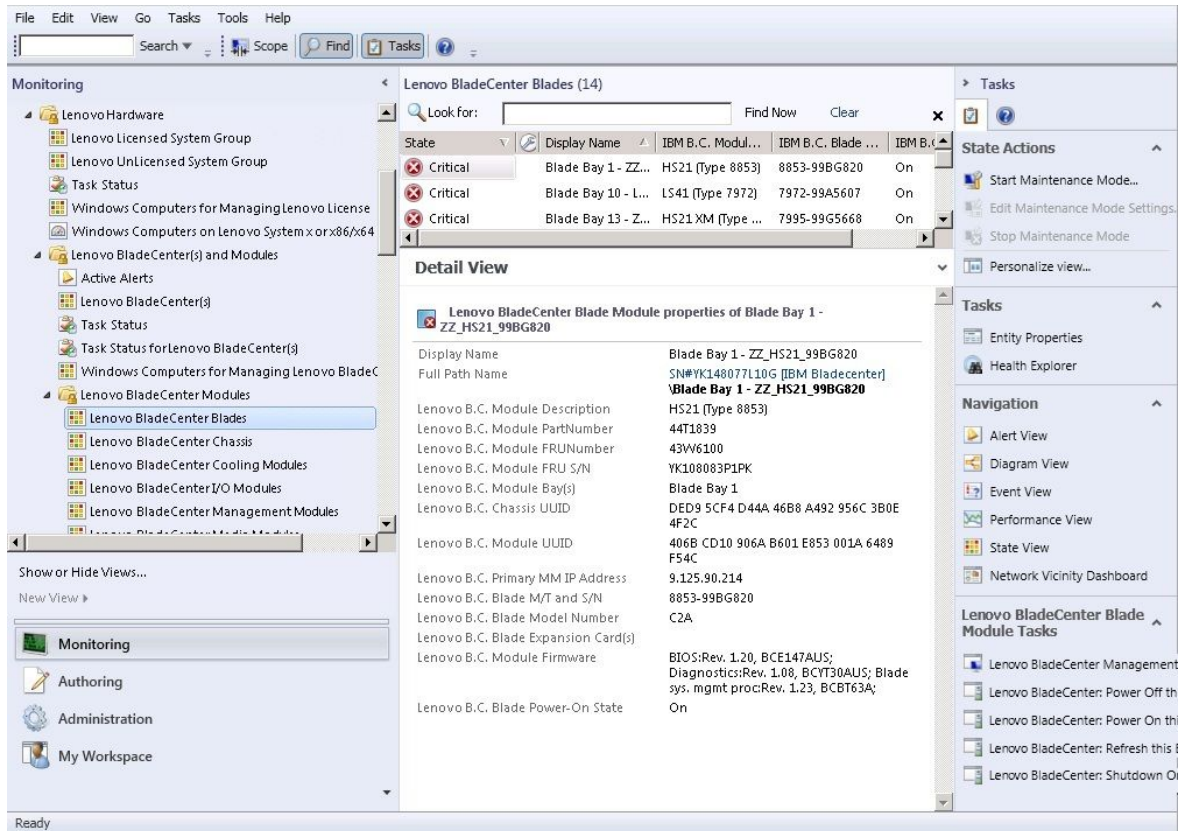 File Edit View Go Tasks Tools Help
Search Scope Find Tasks
Monitoring
Lenovo Hardware
Lenovo Licensed System Group
Lenovo UnLicensed System Group
Task Status
Windows Computers for Managing Lenovo License
Windows Computers on Lenovo System x or x86/x64
Lenovo BladeCenter(s) and Modules
Active Alerts
Lenovo BladeCenter(s)
Task Status
Task Status for Lenovo BladeCenter(s)
Windows Computers for Managing Lenovo BladeC
Lenovo BladeCenter Modules
Lenovo BladeCenter Blades
Lenovo BladeCenter Chassis
Lenovo BladeCenter Cooling Modules
Lenovo BladeCenter I/O Modules
Lenovo BladeCenter Management Modules
Lenovo BladeCenter Media Modules
Show or Hide Views...
New View
Monitoring
Authoring
Administration
My Workspace
Lenovo BladeCenter Blades (14)
Look for: Find Now Clear
State Display Name IBM B.C. Modul... IBM B.C. Blade ... IBM B.(
Critical Blade Bay 1 - ZZ... HS21 (Type 8853) 8853-99BG820 On
Critical Blade Bay 10 - L... LS41 (Type 7972) 7972-99A5607 On
Critical Blade Bay 13 - Z... HS21 XM (Type ... 7995-99G5668 On
Detail View
Lenovo BladeCenter Blade Module properties of Blade Bay 1 -
ZZ_HS21_99BG820
Display Name Blade Bay 1 - ZZ_HS21_99BG820
Full Path Name SN#YK148077L10G [IBM Bladecenter]
\Blade Bay 1 - ZZ_HS21_99BG820
Lenovo B.C. Module Description HS21 (Type 8853)
Lenovo B.C. Module PartNumber 44T1839
Lenovo B.C. Module FRUNumber 43W6100
Lenovo B.C. Module FRU S/N YK108083P1PK
Lenovo B.C. Module Bay(s) Blade Bay 1
Lenovo B.C. Chassis UUID DED9 5CF4 D44A 46B8 A492 956C 3B0E
4F2C
Lenovo B.C. Module UUID 406B CD10 906A B601 E853 001A 6489
F54C
Lenovo B.C. Primary MM IP Address 9.125.90.214
Lenovo B.C. Blade M/T and S/N 8853-99BG820
Lenovo B.C. Blade Model Number C2A
Lenovo B.C. Blade Expansion Card(s)
Lenovo B.C. Module Firmware BIOS:Rev. 1.20, BCE147AUS;
Diagnostics:Rev. 1.08, BCYT30AUS; Blade
sys. mgmt proc:Rev. 1.23, BCBT63A;
Lenovo B.C. Blade Power-On State On
Tasks
State Actions
Start Maintenance Mode...
Edit Maintenance Mode Settings.
Stop Maintenance Mode
Personalize view...
Tasks
Entity Properties
Health Explorer
Navigation
Alert View
Diagram View
Event View
Performance View
State View
Network Vicinity Dashboard
Lenovo BladeCenter Blade
Module Tasks
Lenovo BladeCenter Management
Lenovo BladeCenter: Power Off th
Lenovo BladeCenter: Power On thi
Lenovo BladeCenter: Refresh this B
Lenovo BladeCenter: Shutdown O
Ready